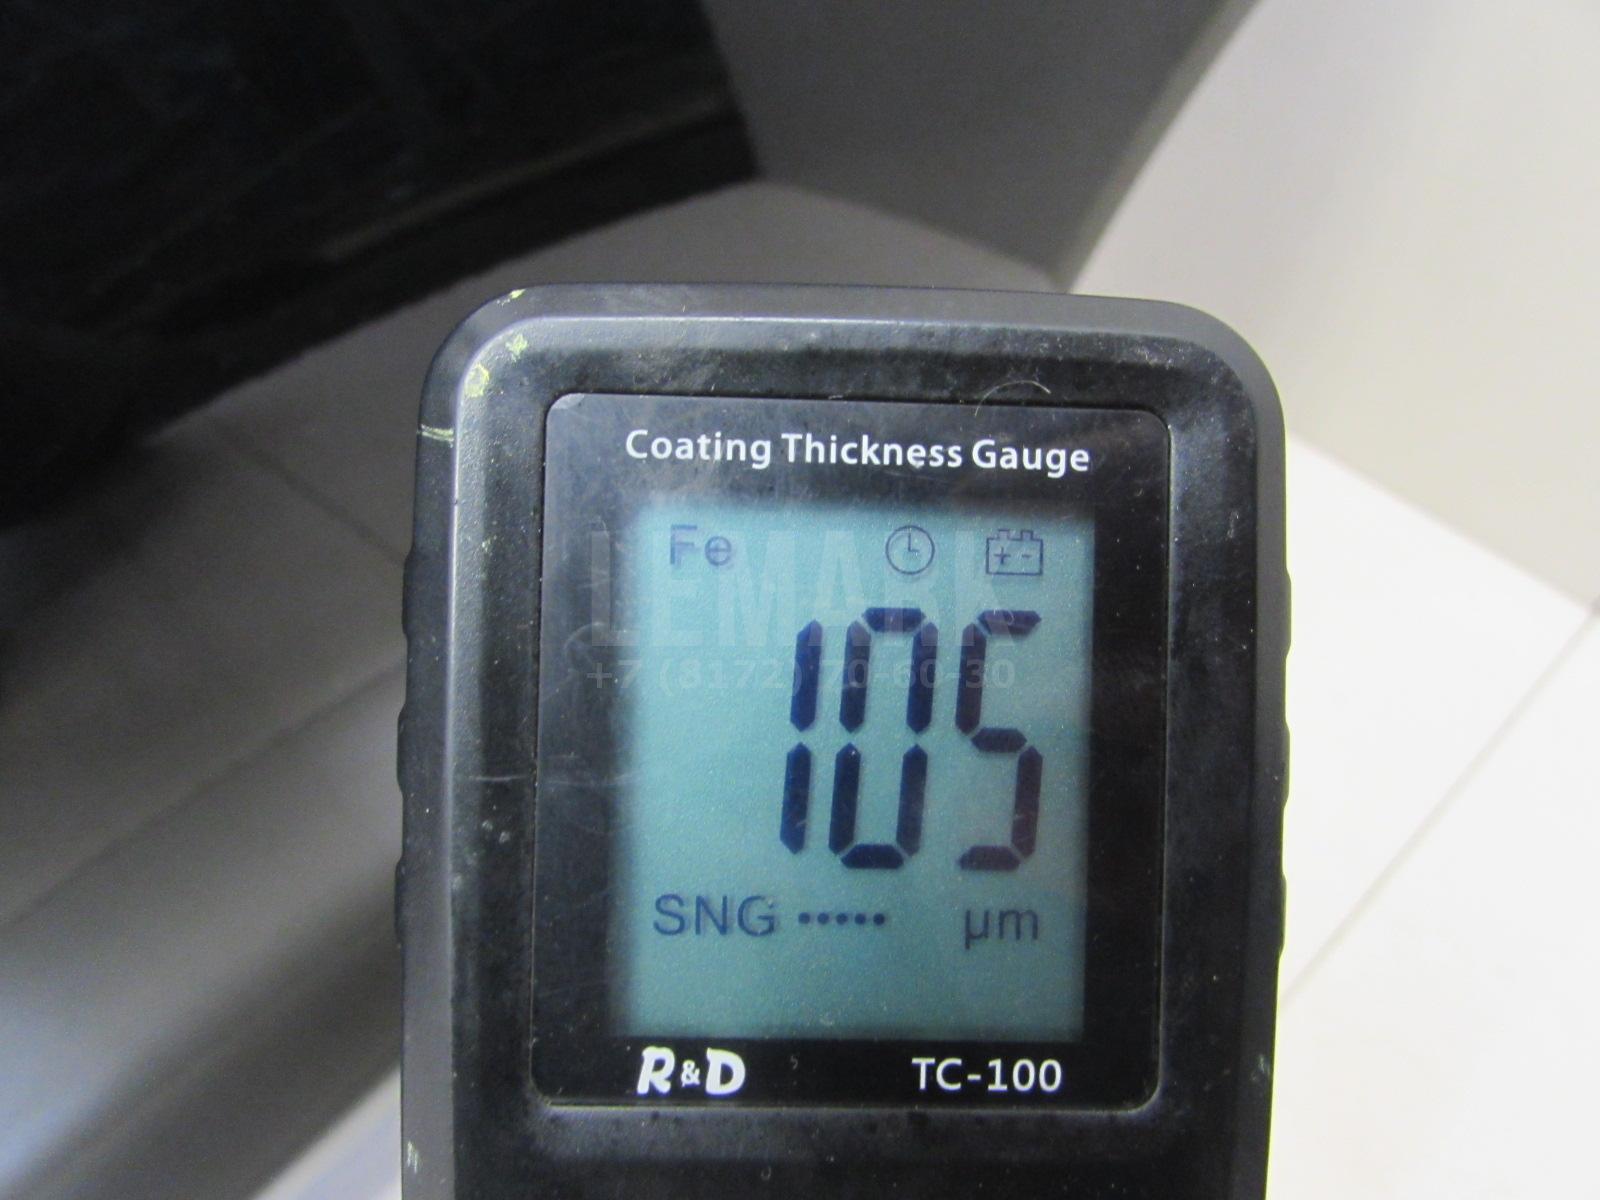 Coating Thickness Gauge
Fe
LEMARK
105
+7 (8172) 70-60-30
SNG ·····  µm
R&D  TC-100